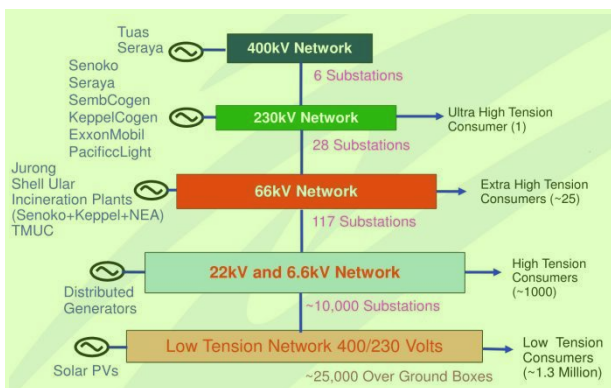 Tuas
Seraya
400kV Network
6 Substations
Senoko
Seraya
SembCogen
KeppelCogen
ExxonMobil
PacificcLight
230kV Network
Ultra High Tension
Consumer (1)
28 Substations
Jurong
Shell Ular
Incineration Plants
(Senoko+Keppel+NEA)
TMUC
66kV Network
Extra High Tension
Consumers (~25)
117 Substations
22kV and 6.6kV Network
High Tension
Consumers
(~1000)
Distributed
Generators
~10,000 Substations
Low Tension Network 400/230 Volts
Low Tension
Consumers
(~1.3 Million)
Solar PVs
~25,000 Over Ground Boxes